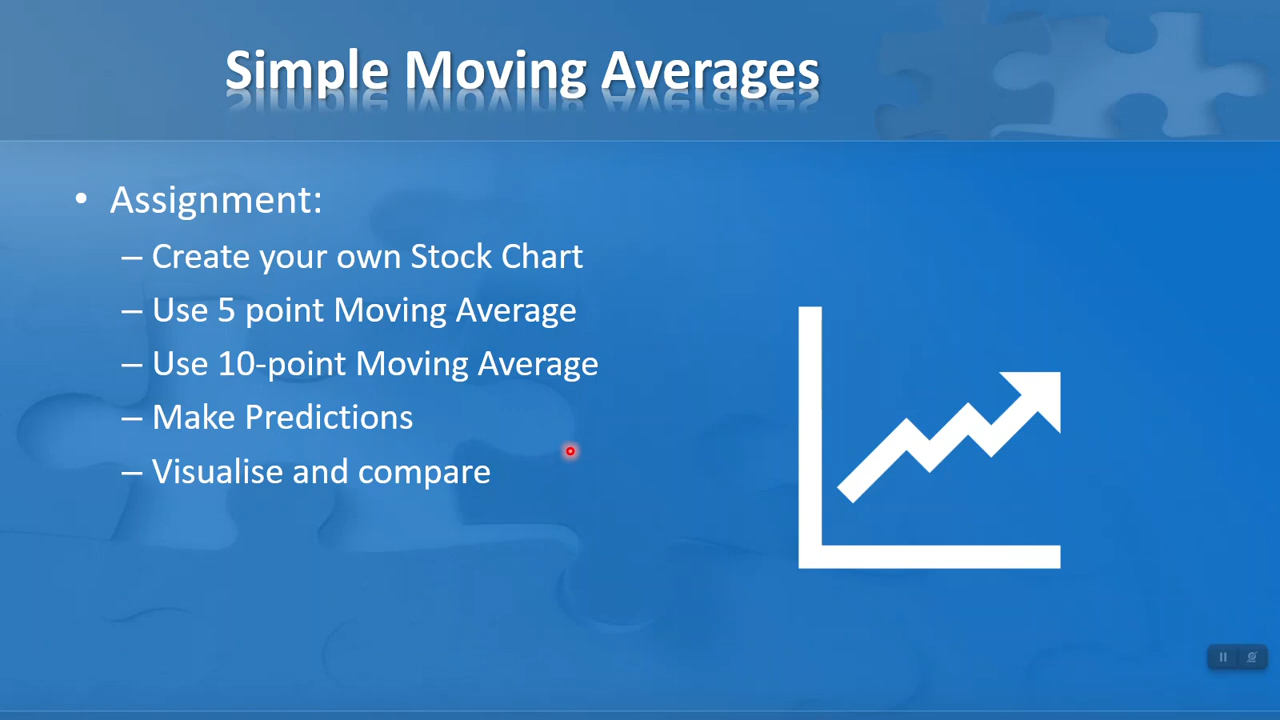 Simple Moving Averages
• Assignment:
– Create your own Stock Chart
– Use 5 point Moving Average
– Use 10-point Moving Average
– Make Predictions
– Visualise and compare